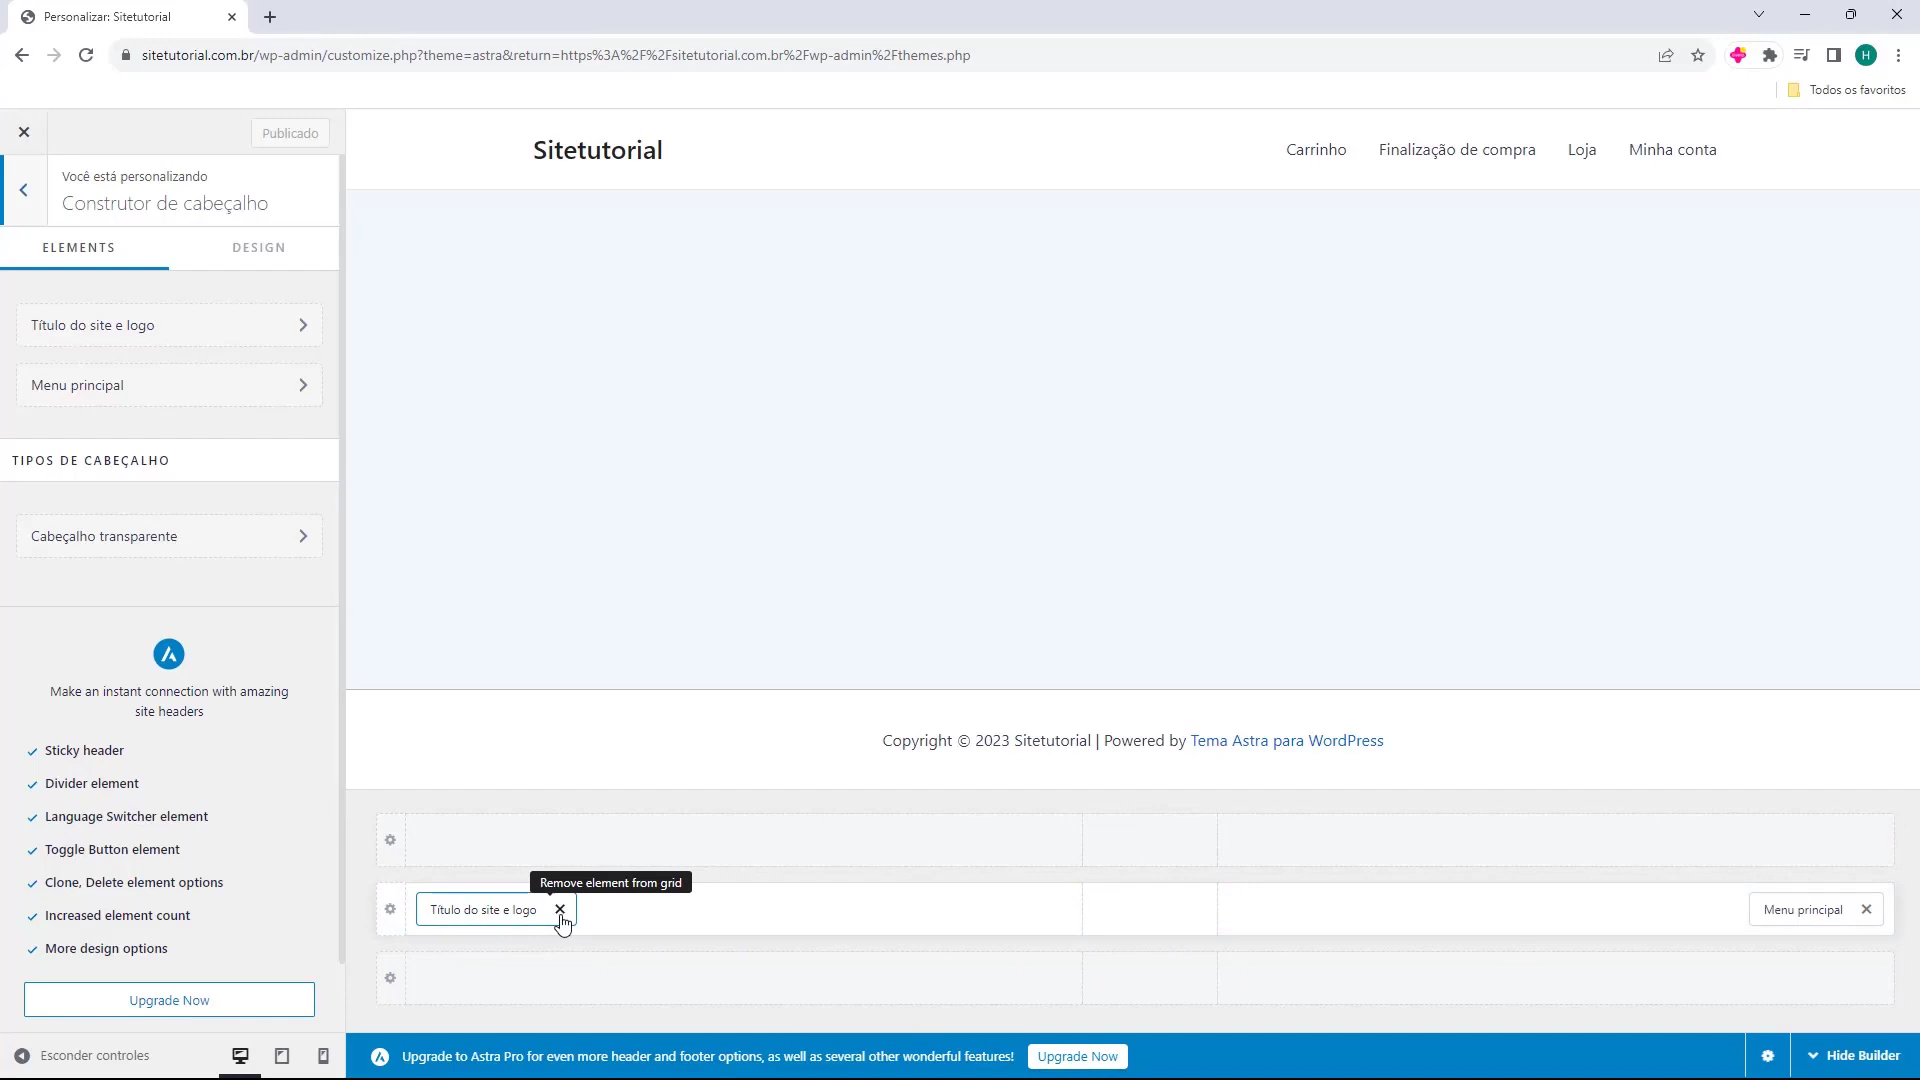 Personalizar: Sitetutorial
sitetutorial.com.br/wp-admin/customize.php?theme=astra&return=https%3A%2F%2Fsitetutorial.com.br%2Fwp-admin%2Fthemes.php
H
Todos os favoritos
Publicado
Você está personalizando
Construtor de cabeçalho
ELEMENTS
DESIGN
Título do site e logo
Menu principal
TIPOS DE CABEÇALHO
Cabeçalho transparente
Make an instant connection with amazing
site headers
Sticky header
Divider element
Language Switcher element
Toggle Button element
Clone, Delete element options
Increased element count
More design options
Upgrade Now
Esconder controles
Sitetutorial
Carrinho
Finalização de compra
Loja
Minha conta
Copyright © 2023 Sitetutorial | Powered by Tema Astra para WordPress
Remove element from grid
Título do site e logo
Menu principal
Upgrade to Astra Pro for even more header and footer options, as well as several other wonderful features!
Upgrade Now
Hide Builder